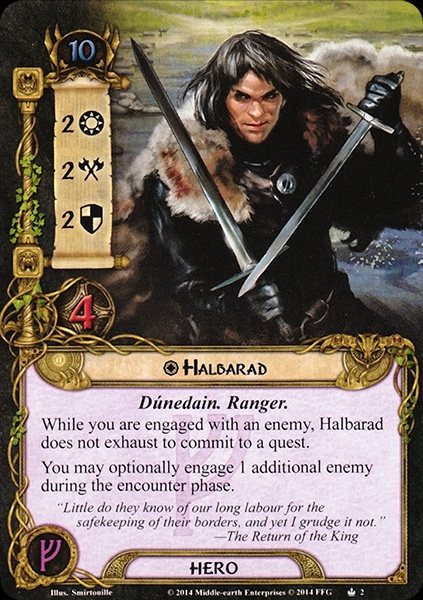 10
2
2
2
4
Halbarad
Dúnedain. Ranger.
While you are engaged with an enemy, Halbarad
does not exhaust to commit to a quest.
You may optionally engage 1 additional enemy
during the encounter phase.
“Little do they know of our long labour for the
safekeeping of their borders, and yet I grudge it not.”
—The Return of the King
HERO
Illus. Smirtouille
© 2014 Middle-earth Enterprises © 2014 FFG
2